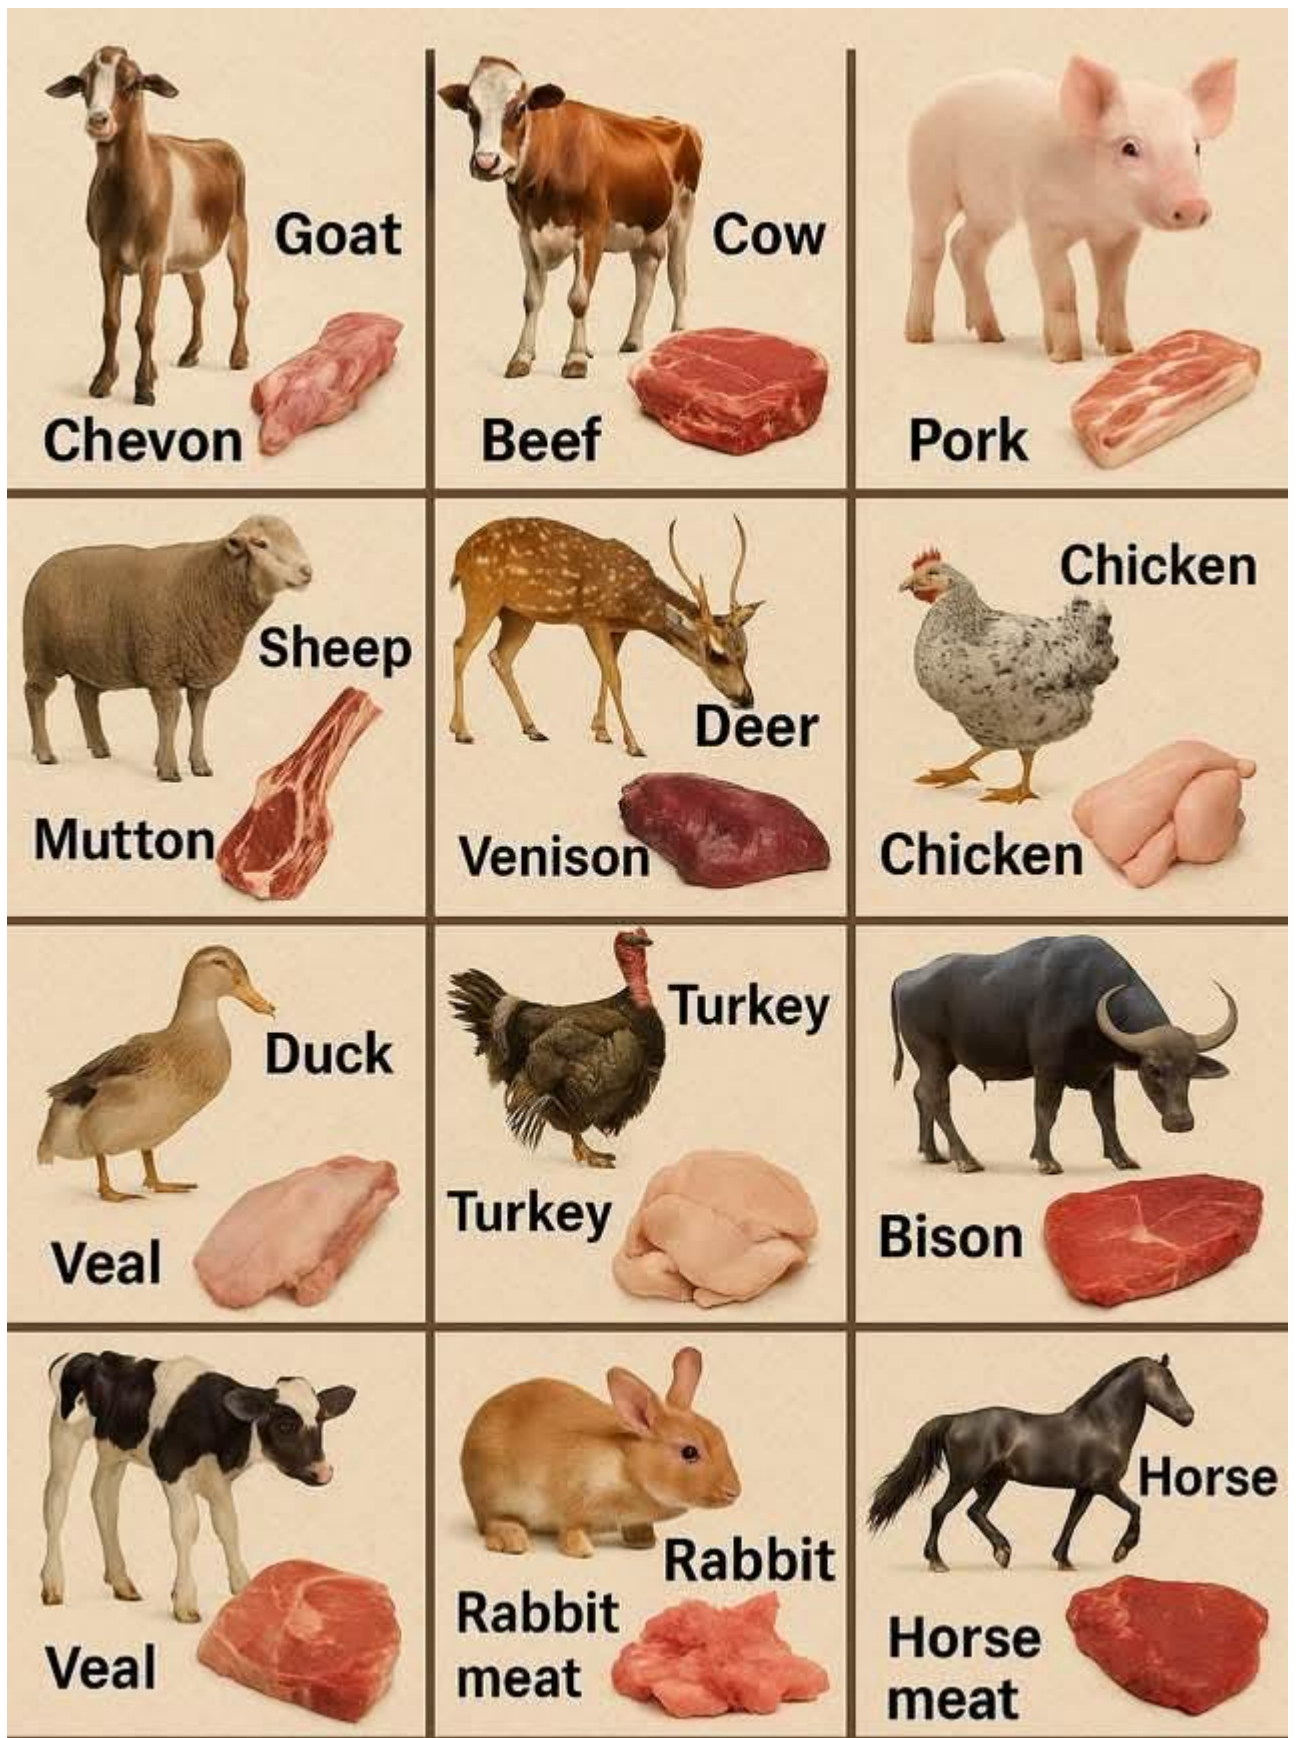 Goat
Chevon
Cow
Beef
Pork
Sheep
Mutton
Deer
Venison
Chicken
Chicken
Duck
Veal
Turkey
Turkey
Bison
Veal
Rabbit
Rabbit
meat
Horse
Horse
meat